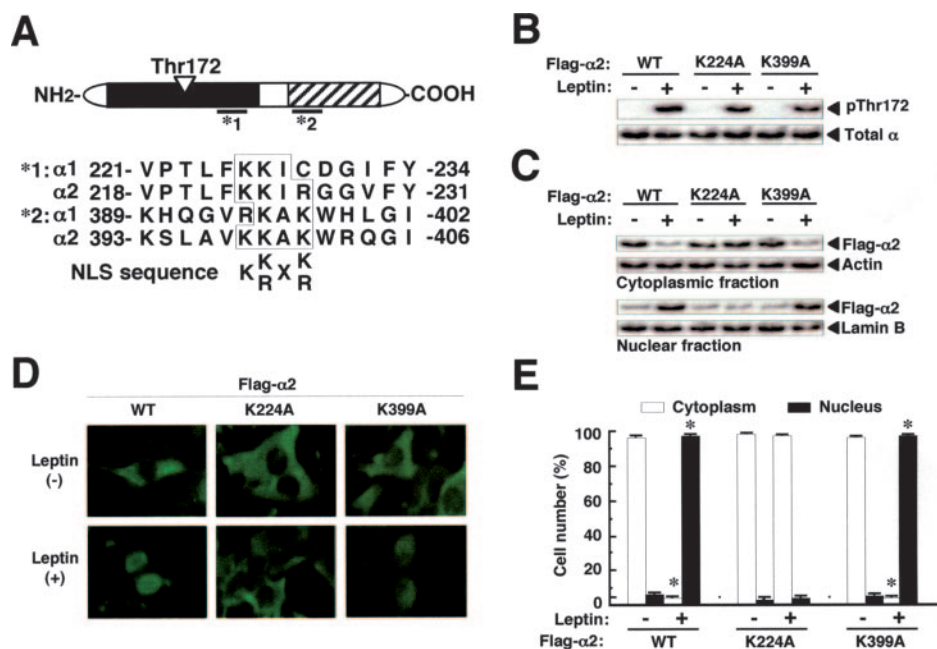 A
Thr172
NH2-
-COOH
*1
*2
*1: α1 221- V P T L F K K I C D G I F Y -234
α2 218- V P T L F K K I R G G V F Y -231
*2: α1 389- K H Q G V R K A K W H L G I -402
α2 393- K S L A V K K A K W R Q G I -406
NLS sequence K K/R X K/R
B
Flag-α2: WT K224A K399A
Leptin: - + - + - +
pThr172
Total α
C
Flag-α2: WT K224A K399A
Leptin: - + - + - +
Flag-α2
Actin
Cytoplasmic fraction
Flag-α2
Lamin B
Nuclear fraction
D
Flag-α2
WT K224A K399A
Leptin
(-)
Leptin
(+)
E
Cytoplasm Nucleus
Cell number (%)
100
80
60
40
20
0
* * * *
Leptin: - + - + - +
Flag-α2: WT K224A K399A